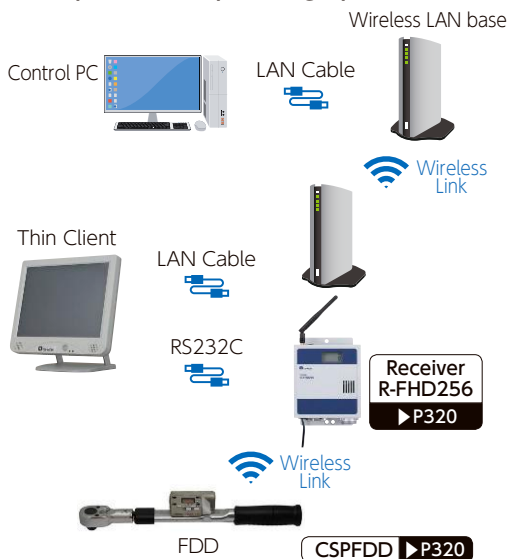 Wireless LAN base
Control PC
LAN Cable
Wireless
Link
Thin Client
LAN Cable
RS232C
Receiver
R-FHD256
▶P320
Wireless
Link
FDD
CSPFDD ▶P320